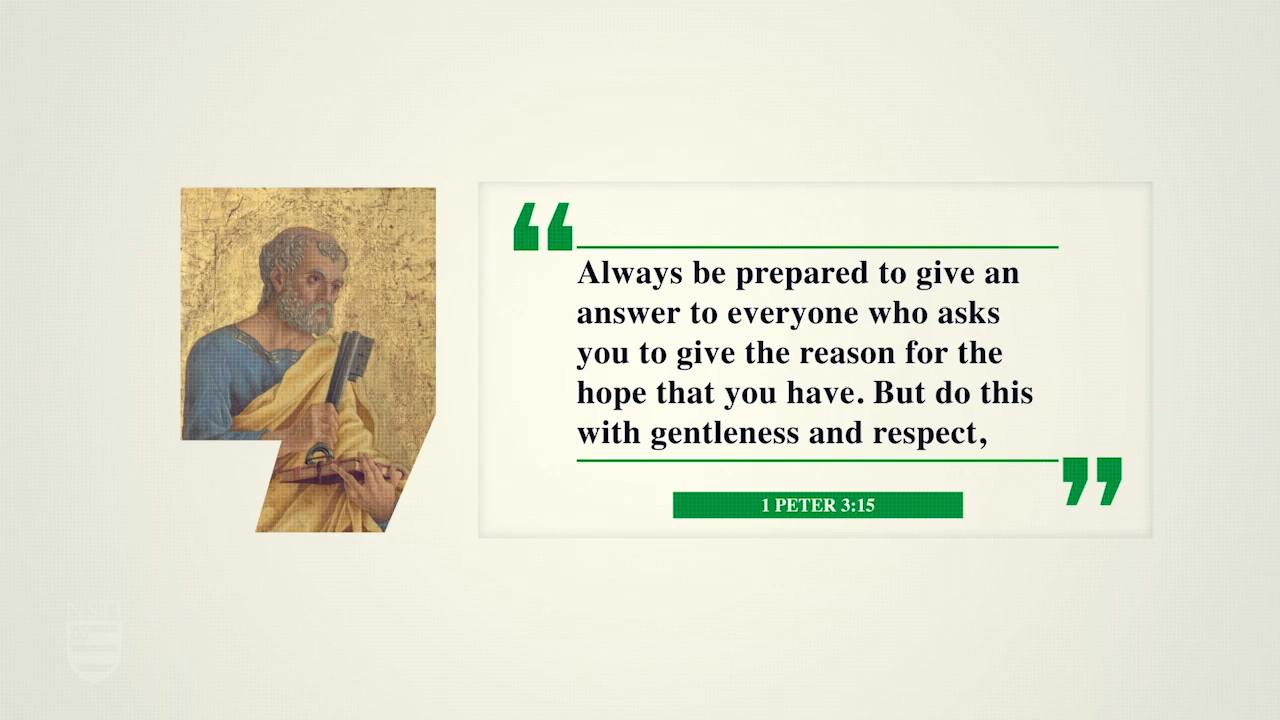 Always be prepared to give an
answer to everyone who asks
you to give the reason for the
hope that you have. But do this
with gentleness and respect,
1 PETER 3:15